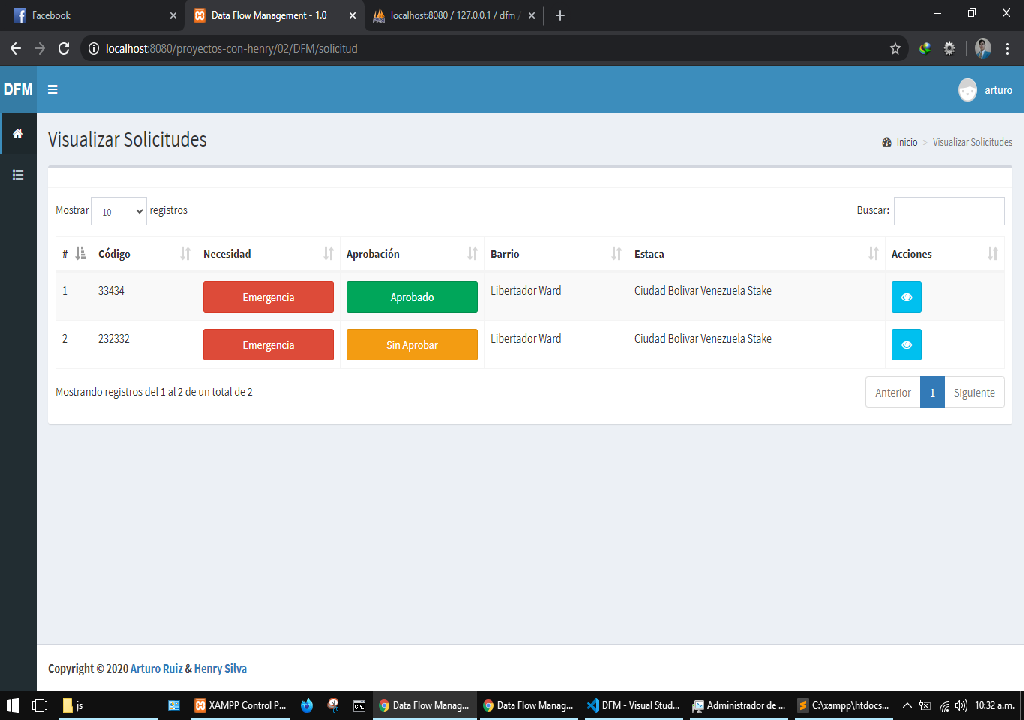 Facebook
Data Flow Management - 1.0
localhost:8080 / 127.0.0.1 / dfm /
localhost:8080/proyectos-con-henry/02/DFM/solicitud
DFM
arturo
Visualizar Solicitudes
Inicio > Visualizar Solicitudes
Mostrar 10 registros
Buscar:
# Código Necesidad Aprobación Barrio Estaca Acciones
1 33434 Emergencia Aprobado Libertador Ward Ciudad Bolivar Venezuela Stake
2 232332 Emergencia Sin Aprobar Libertador Ward Ciudad Bolivar Venezuela Stake
Mostrando registros del 1 al 2 de un total de 2
Anterior 1 Siguiente
Copyright © 2020 Arturo Ruiz & Henry Silva
js
XAMPP Control P...
Data Flow Manag...
Data Flow Manag...
DFM - Visual Stud...
Administrador de ...
C:\xampp\htdocs...
10:32 a.m.